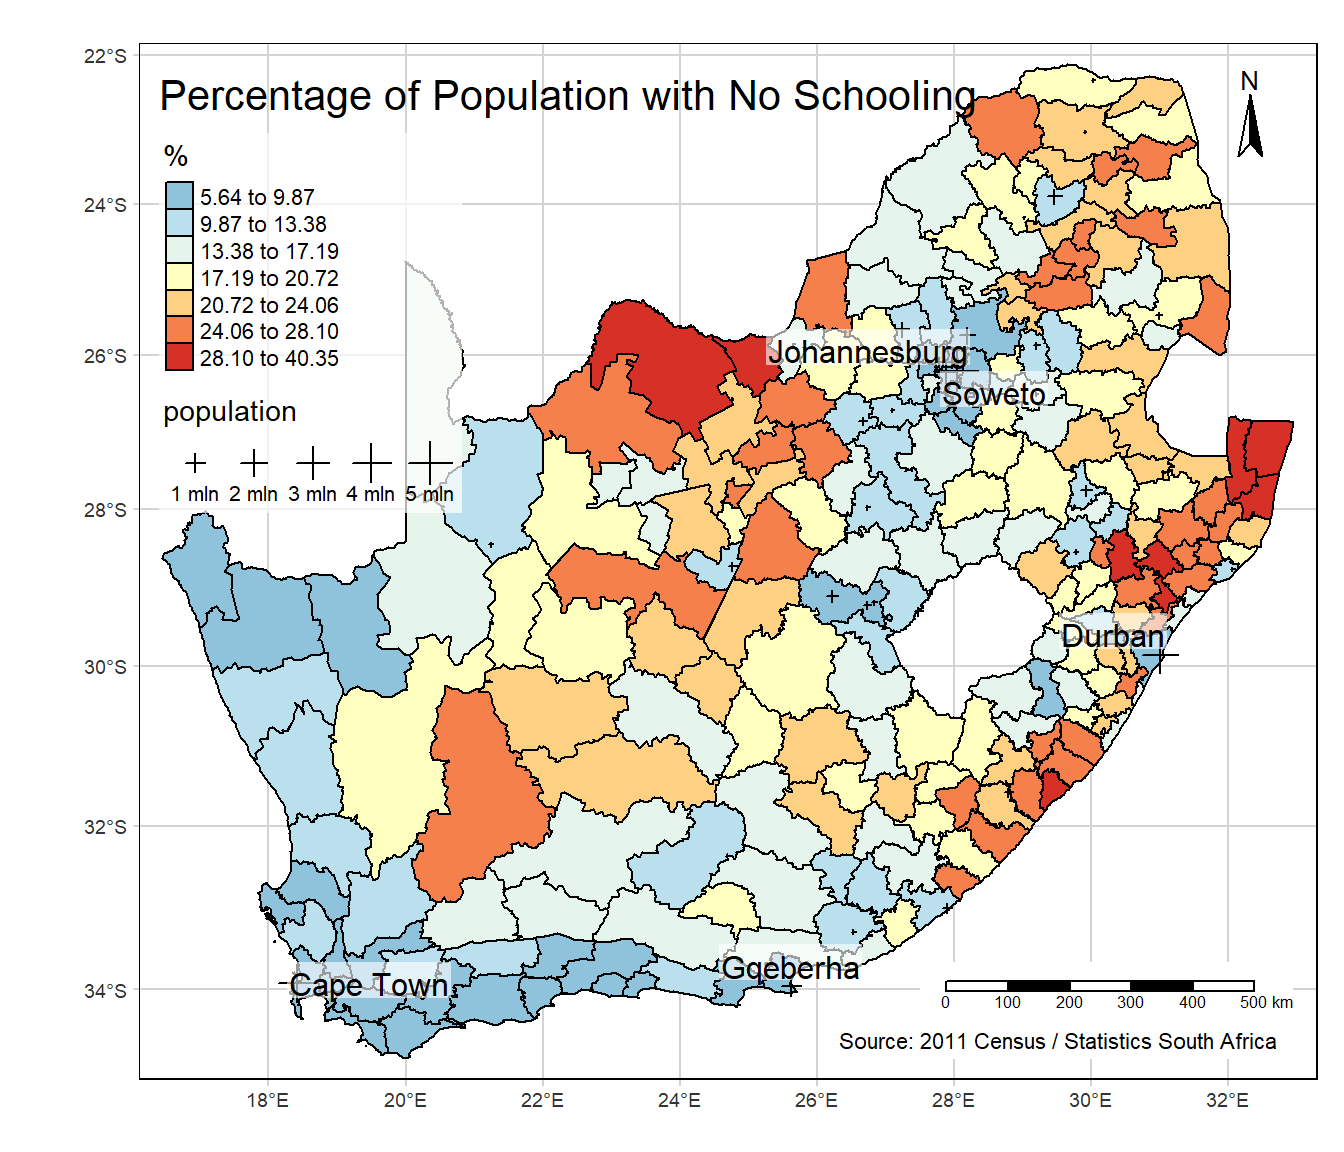 Percentage of Population with No Schooling
N
%
5.64 to 9.87
9.87 to 13.38
13.38 to 17.19
17.19 to 20.72
20.72 to 24.06
24.06 to 28.10
28.10 to 40.35
population
1 mln 2 mln 3 mln 4 mln 5 mln
22°S
24°S
26°S
28°S
30°S
32°S
34°S
Johannesburg
Soweto
Durban
Gqeberha
Cape Town
0 100 200 300 400 500 km
Source: 2011 Census / Statistics South Africa
18°E 20°E 22°E 24°E 26°E 28°E 30°E 32°E